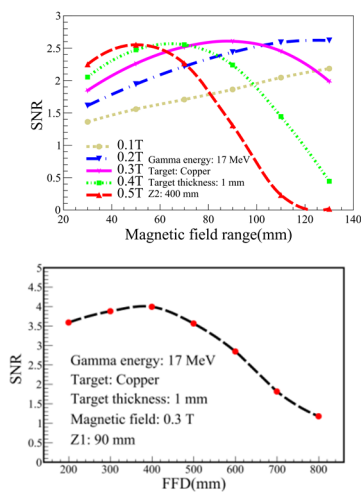 3
2.5
2
1.5
1
0.5
0
SNR
0.1T
0.2T Gamma energy: 17 MeV
0.3T Target: Copper
0.4T Target thickness: 1 mm
0.5T Z2: 400 mm
20 40 60 80 100 120 140
Magnetic field range(mm)
5
4.5
4
3.5
3
2.5
2
1.5
1
0.5
0
SNR
Gamma energy: 17 MeV
Target: Copper
Target thickness: 1 mm
Magnetic field: 0.3 T
Z1: 90 mm
200 300 400 500 600 700 800
FFD(mm)